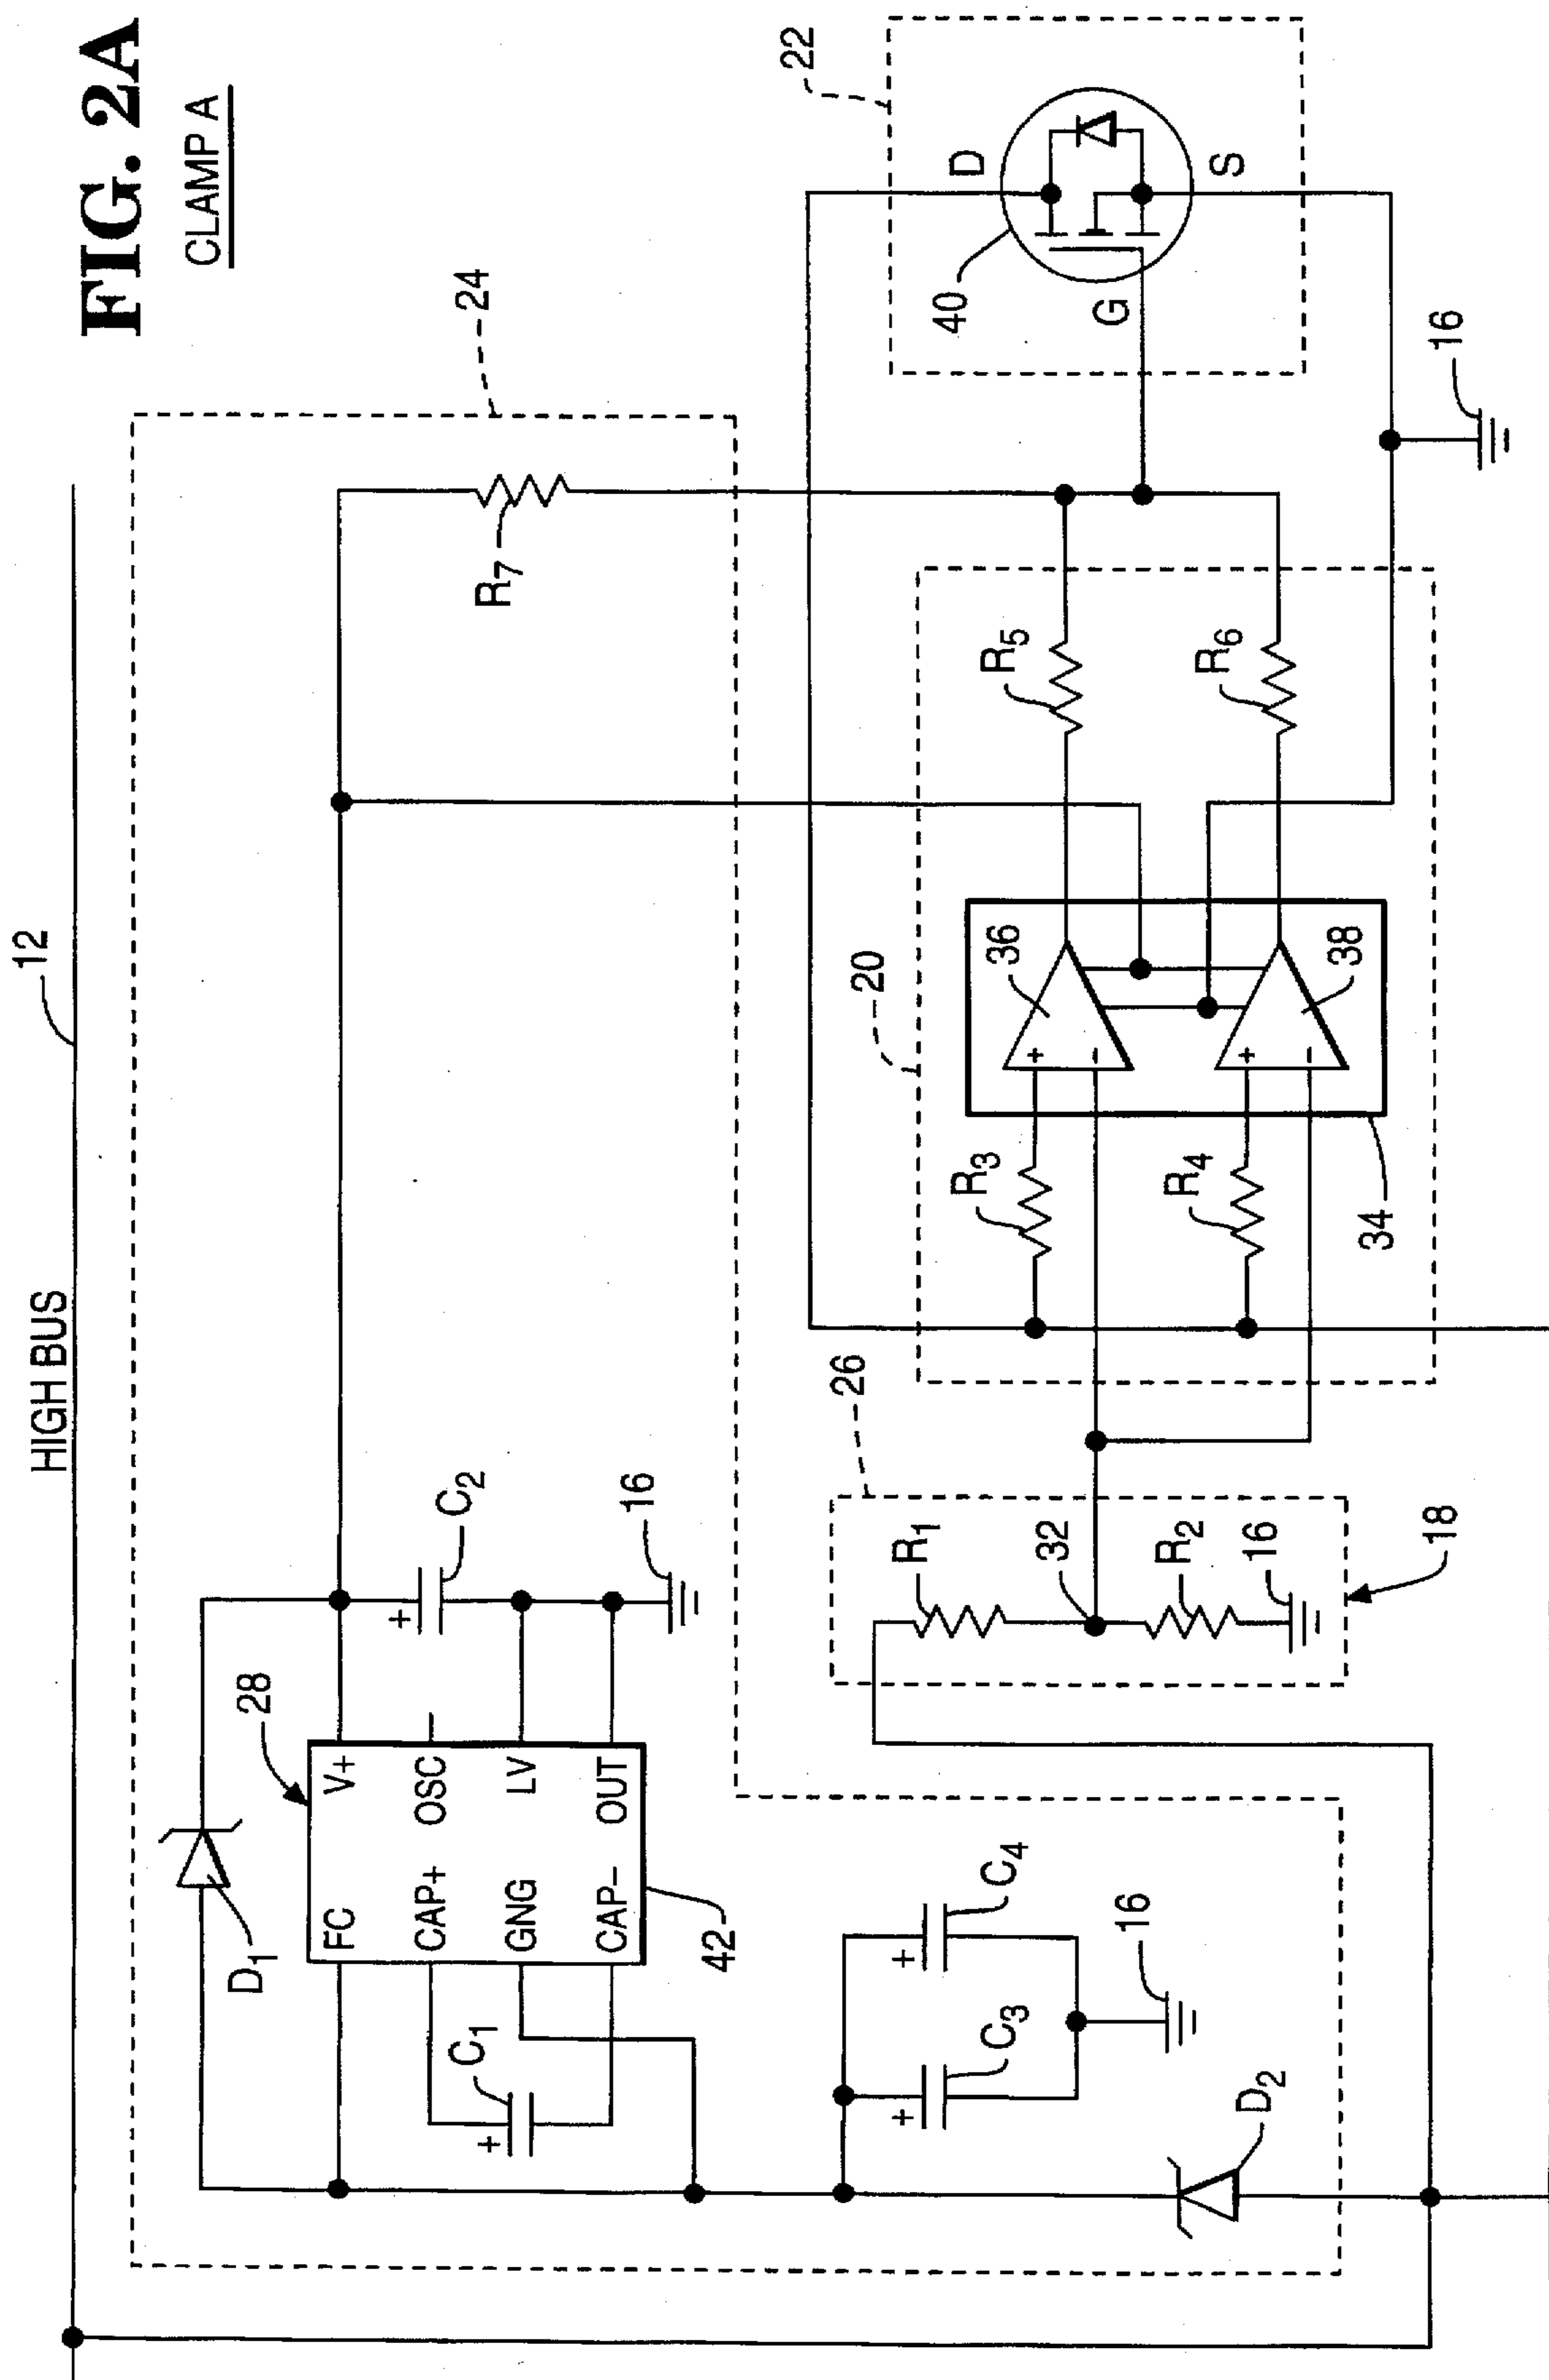 FIG. 2A
CLAMP A
HIGH BUS
12
24
22
D
40
G
S
16
R7
R5
R6
20
36
38
+
−
+
−
R3
R4
34
26
R1
32
R2
16
18
C2
+
16
28
D1
FC V+
CAP+ OSC
GNG LV
CAP− OUT
42
C1
+
C4
+
C3
+
16
D2